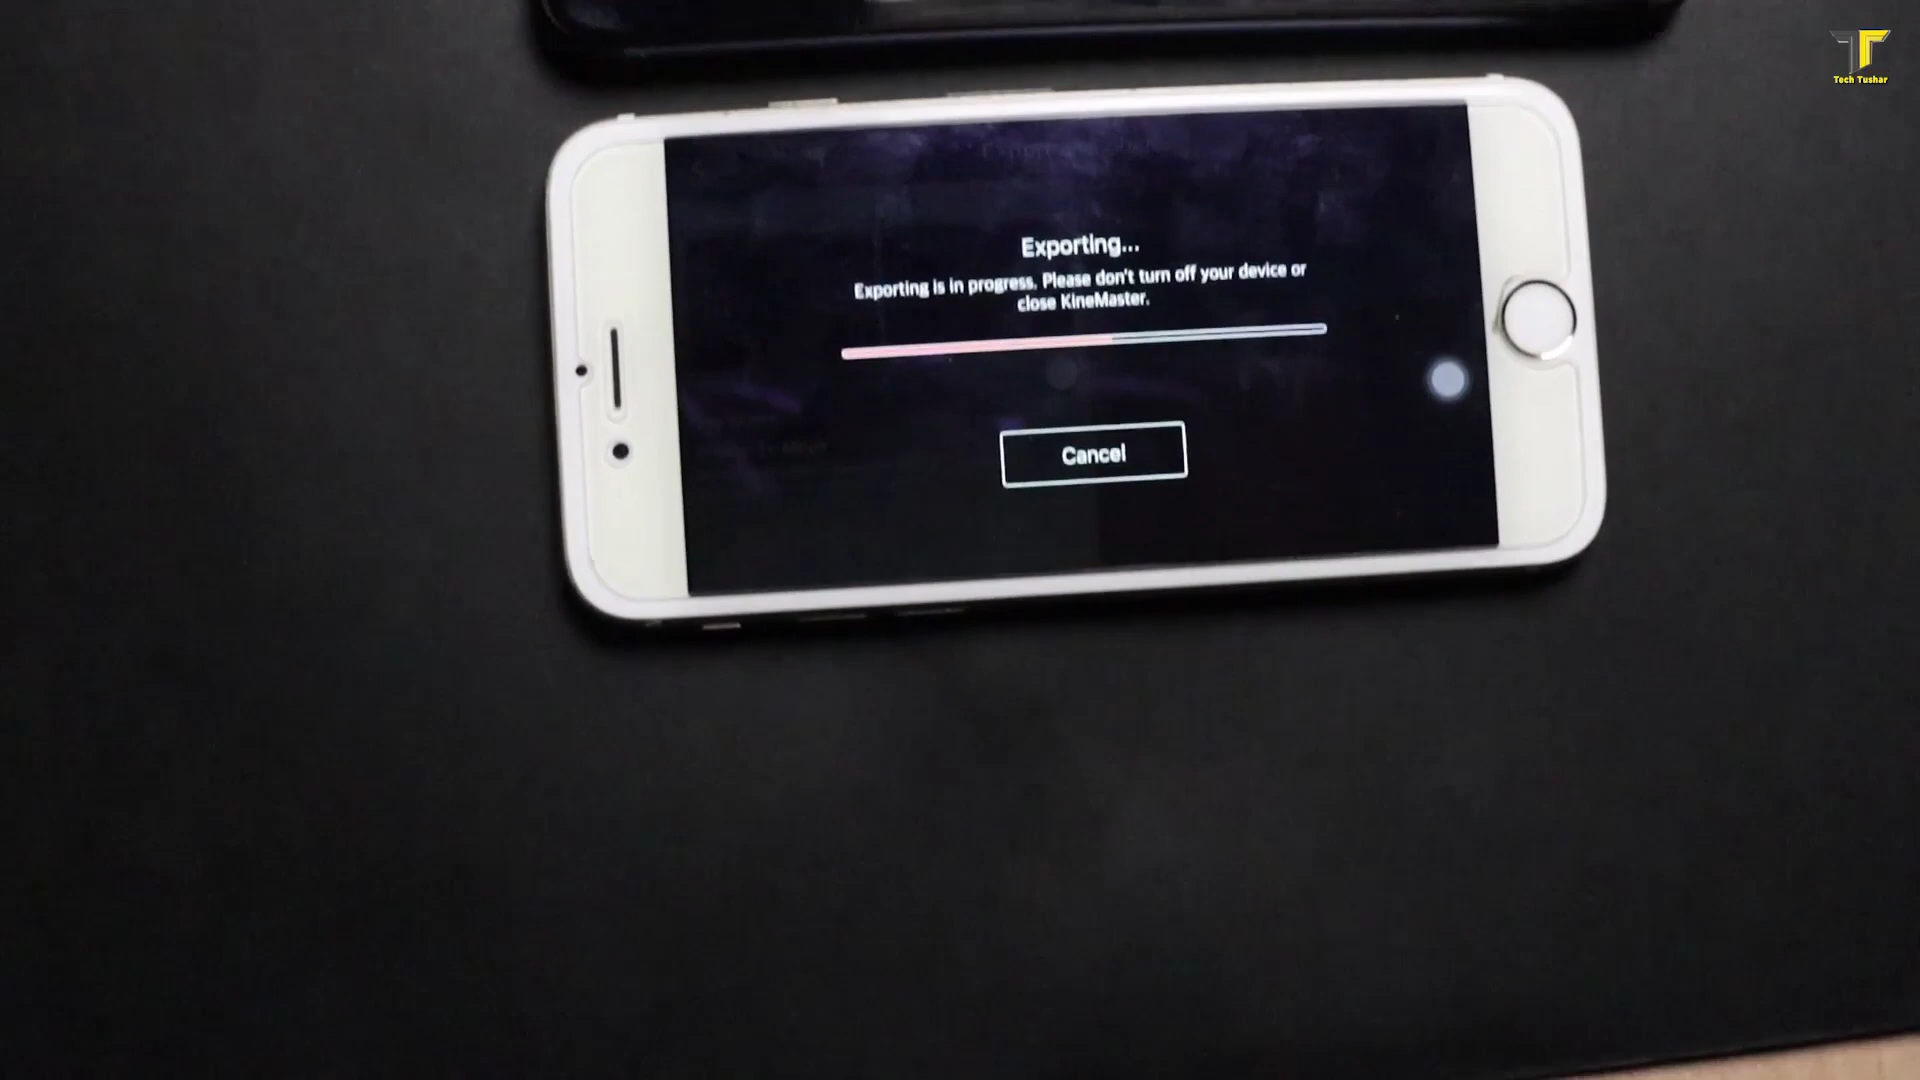 Tech Tushar
Exporting...
Exporting is in progress. Please don't turn off your device or
close KineMaster.
Cancel